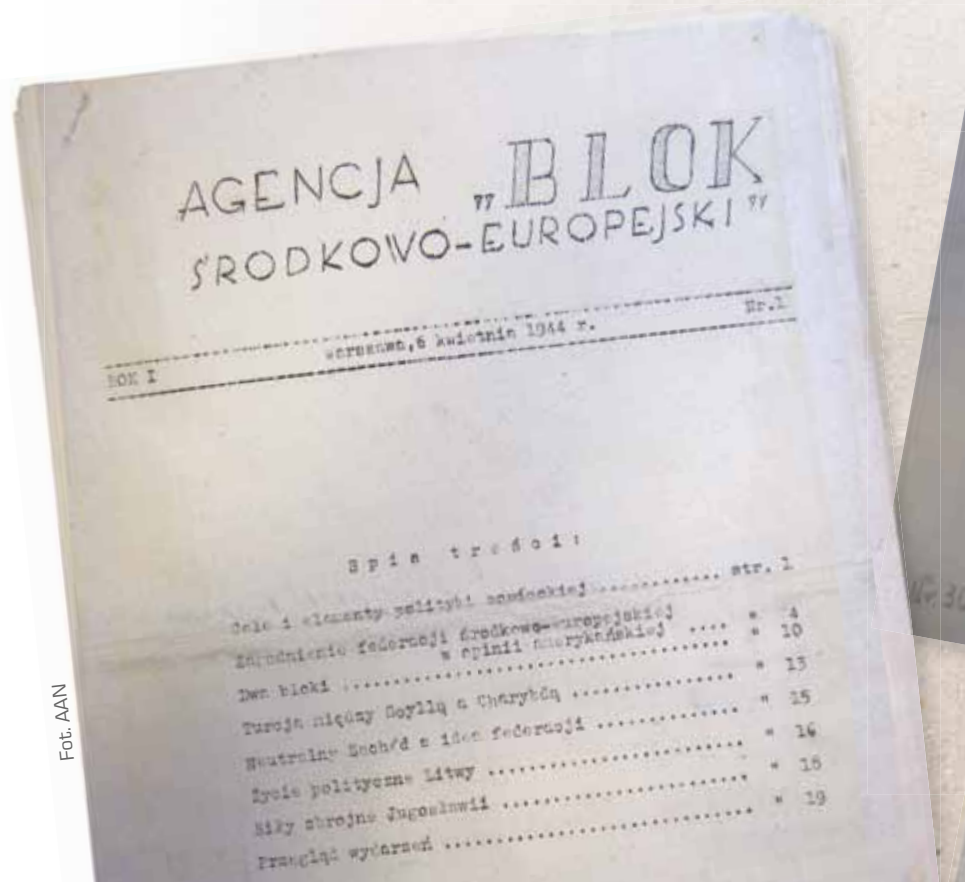 AGENCJA „BLOK
ŚRODKOWO-EUROPEJSKI”
ROK I Warszawa,6 kwietnia 1944 r. Nr.1
Spis treści:
Cele i elementy polityki sowieckiej ............ str. 1
Zagadnienie federacji środkowo-europejskiej
w opinii amerykańskiej .... " 4
Dwa bloki ................................. " 10
Turcja między Scyllą a Charybdą ............... " 13
Neutralny Zachód a idea federacji ............. " 15
Życie polityczne Litwy ........................ " 16
Siły zbrojne Jugosławii ....................... " 18
Przegląd wydarzeń ............................. " 19
Fot. AAN